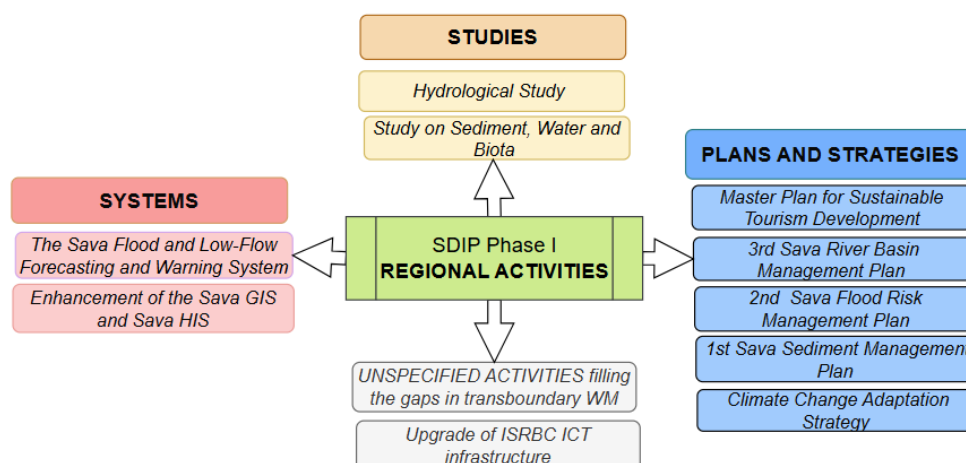 STUDIES
Hydrological Study
Study on Sediment, Water and
Biota
PLANS AND STRATEGIES
Master Plan for Sustainable
Tourism Development
3rd Sava River Basin
Management Plan
2nd Sava Flood Risk
Management Plan
1st Sava Sediment Management
Plan
Climate Change Adaptation
Strategy
SYSTEMS
The Sava Flood and Low-Flow
Forecasting and Warning System
Enhancement of the Sava GIS
and Sava HIS
SDIP Phase I
REGIONAL ACTIVITIES
UNSPECIFIED ACTIVITIES filling
the gaps in transboundary WM
Upgrade of ISRBC ICT
infrastructure